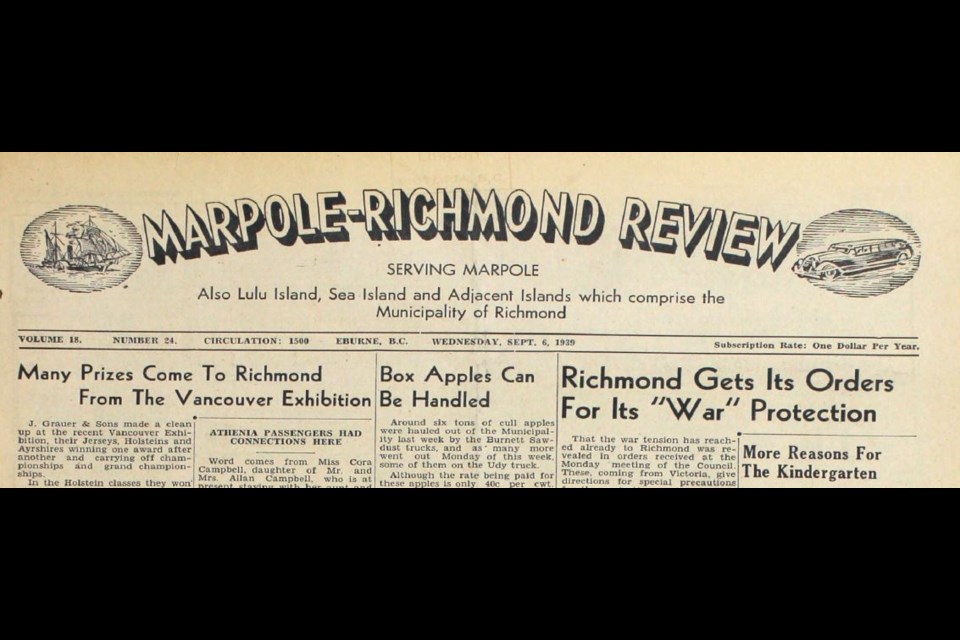 MARPOLE-RICHMOND REVIEW
SERVING MARPOLE
Also Lulu Island, Sea Island and Adjacent Islands which comprise the
Municipality of Richmond
VOLUME 18. NUMBER 24. CIRCULATION: 1500 EBURNE, B.C. WEDNESDAY, SEPT. 6, 1939 Subscription Rate: One Dollar Per Year.
Many Prizes Come To Richmond
From The Vancouver Exhibition
J. Grauer & Sons made a clean
up at the recent Vancouver Exhi-
bition, their Jerseys, Holsteins and
Ayrshires winning one award after
another and carrying off cham-
pionships and grand champion-
ships.
In the Holstein classes they won
ATHENIA PASSENGERS HAD
CONNECTIONS HERE
Word comes from Miss Cora
Campbell, daughter of Mr. and
Mrs. Allan Campbell, who is at
present staying with her aunt and
Box Apples Can
Be Handled
Around six tons of cull apples
were hauled out of the Municipal-
ity last week by the Burnett Saw-
dust trucks, and as many more
went out Monday of this week,
some of them on the Udy truck.
Although the rate being paid for
these apples is only 40c per cwt.
Richmond Gets Its Orders
For Its "War" Protection
That the war tension has reach-
ed already to Richmond was re-
vealed in orders received at the
Monday meeting of the Council.
These, coming from Victoria, give
directions for special precautions
More Reasons For
The Kindergarten